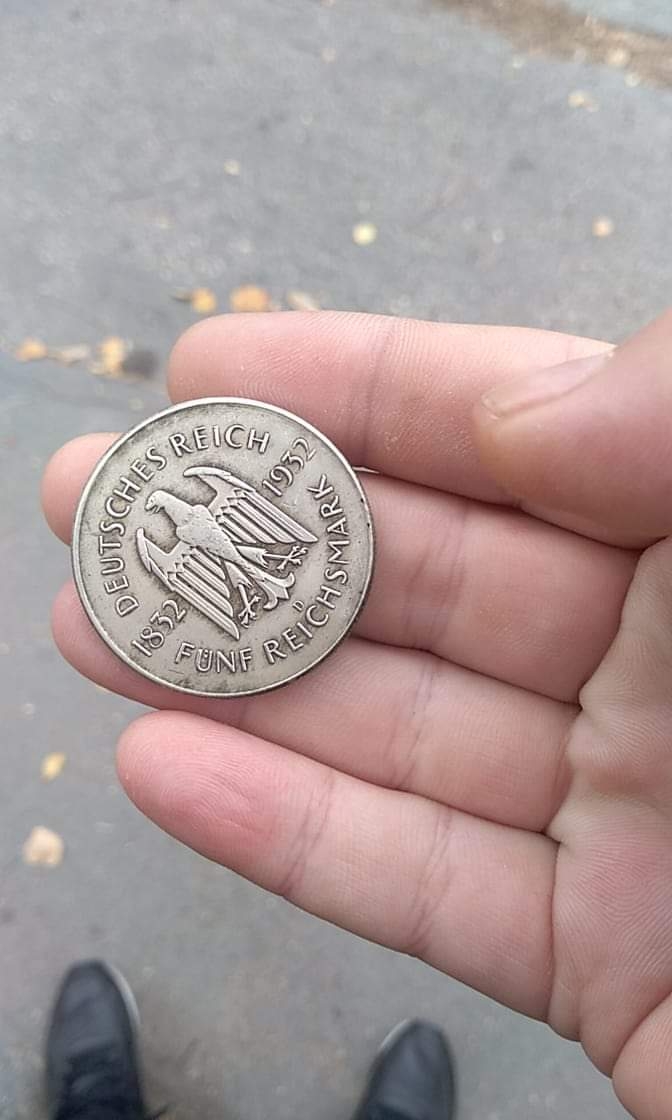 DEUTSCHES REICH
1832 1932
FÜNF REICHSMARK
D